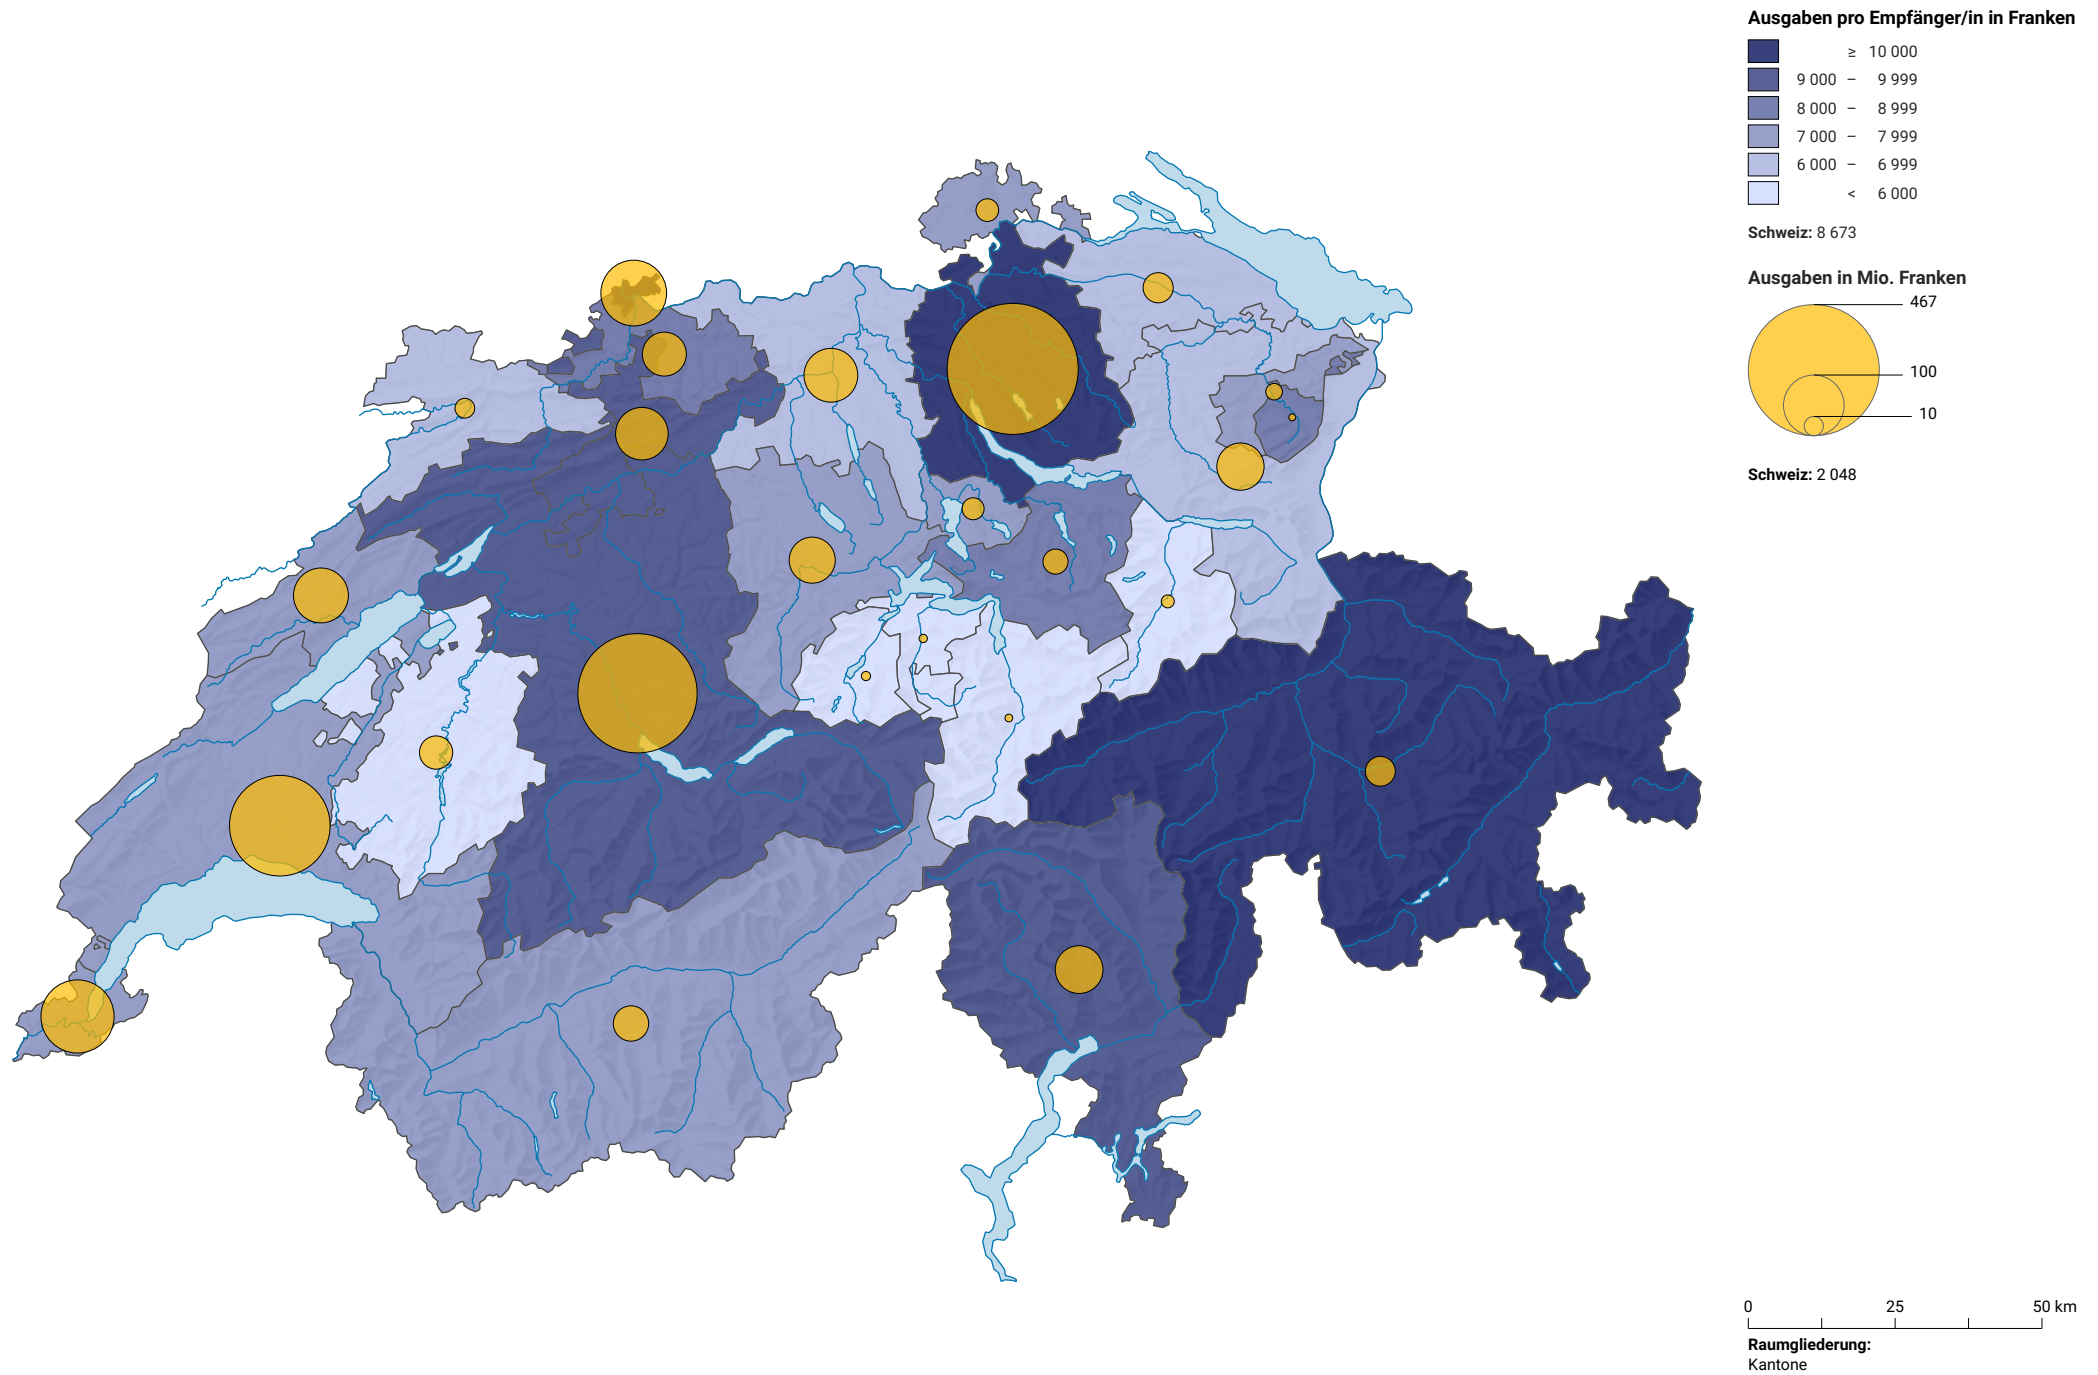 Ausgaben pro Empfänger/in in Franken
≥ 10 000
9 000 – 9 999
8 000 – 8 999
7 000 – 7 999
6 000 – 6 999
< 6 000
Schweiz: 8 673
Ausgaben in Mio. Franken
467
100
10
Schweiz: 2 048
0 25 50 km
Raumgliederung:
Kantone